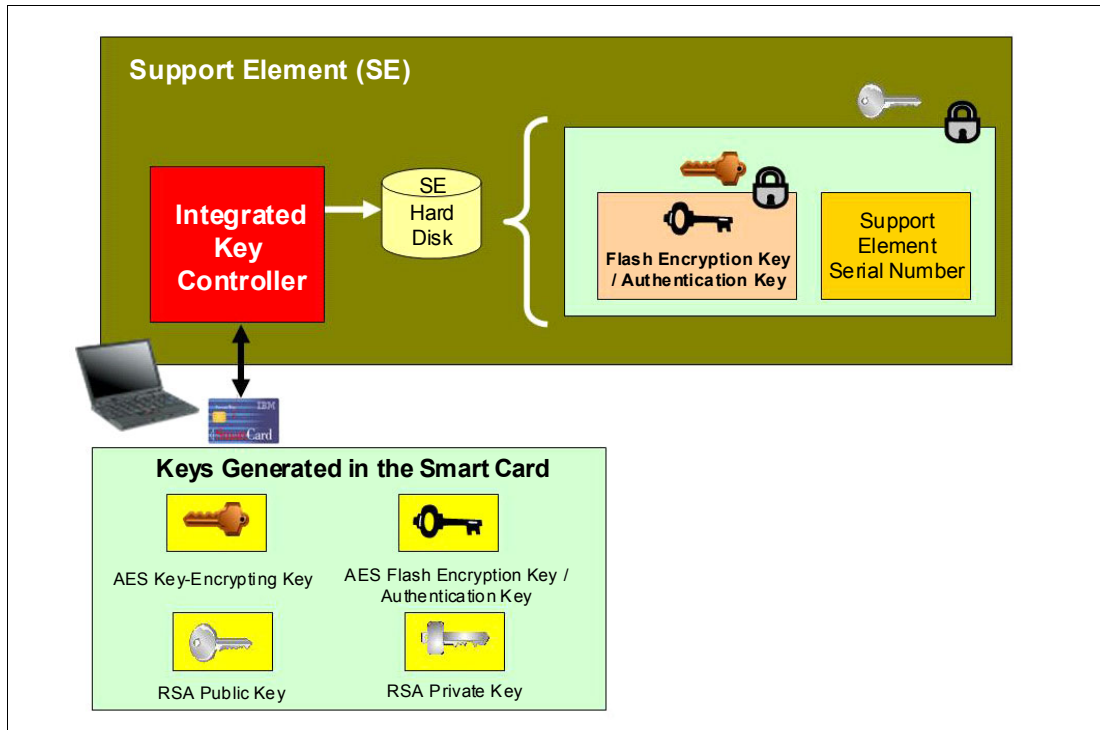 Support Element (SE)
Integrated
Key
Controller
SE
Hard
Disk
Flash Encryption Key
/ Authentication Key
Support
Element
Serial Number
IBM
SmartCard
Keys Generated in the Smart Card
AES Key-Encrypting Key
AES Flash Encryption Key /
Authentication Key
RSA Public Key
RSA Private Key